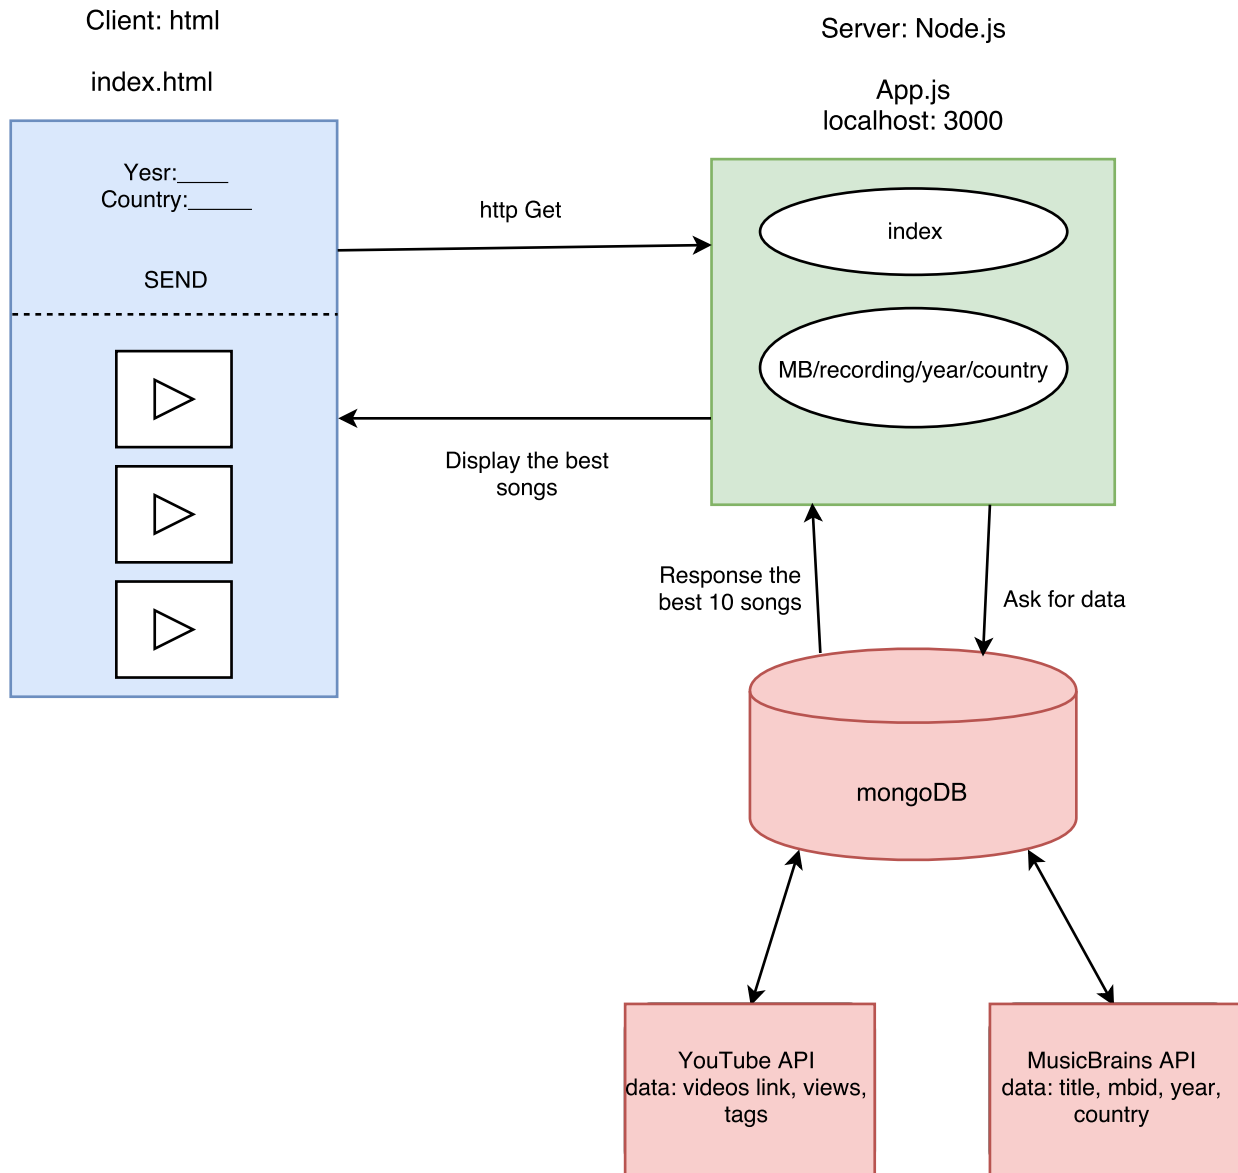 Client: html
index.html
Yesr:____
Country:_____
SEND
http Get
Display the best
songs
Server: Node.js
App.js
localhost: 3000
index
MB/recording/year/country
Response the
best 10 songs
Ask for data
mongoDB
YouTube API
data: videos link, views,
tags
MusicBrains API
data: title, mbid, year,
country